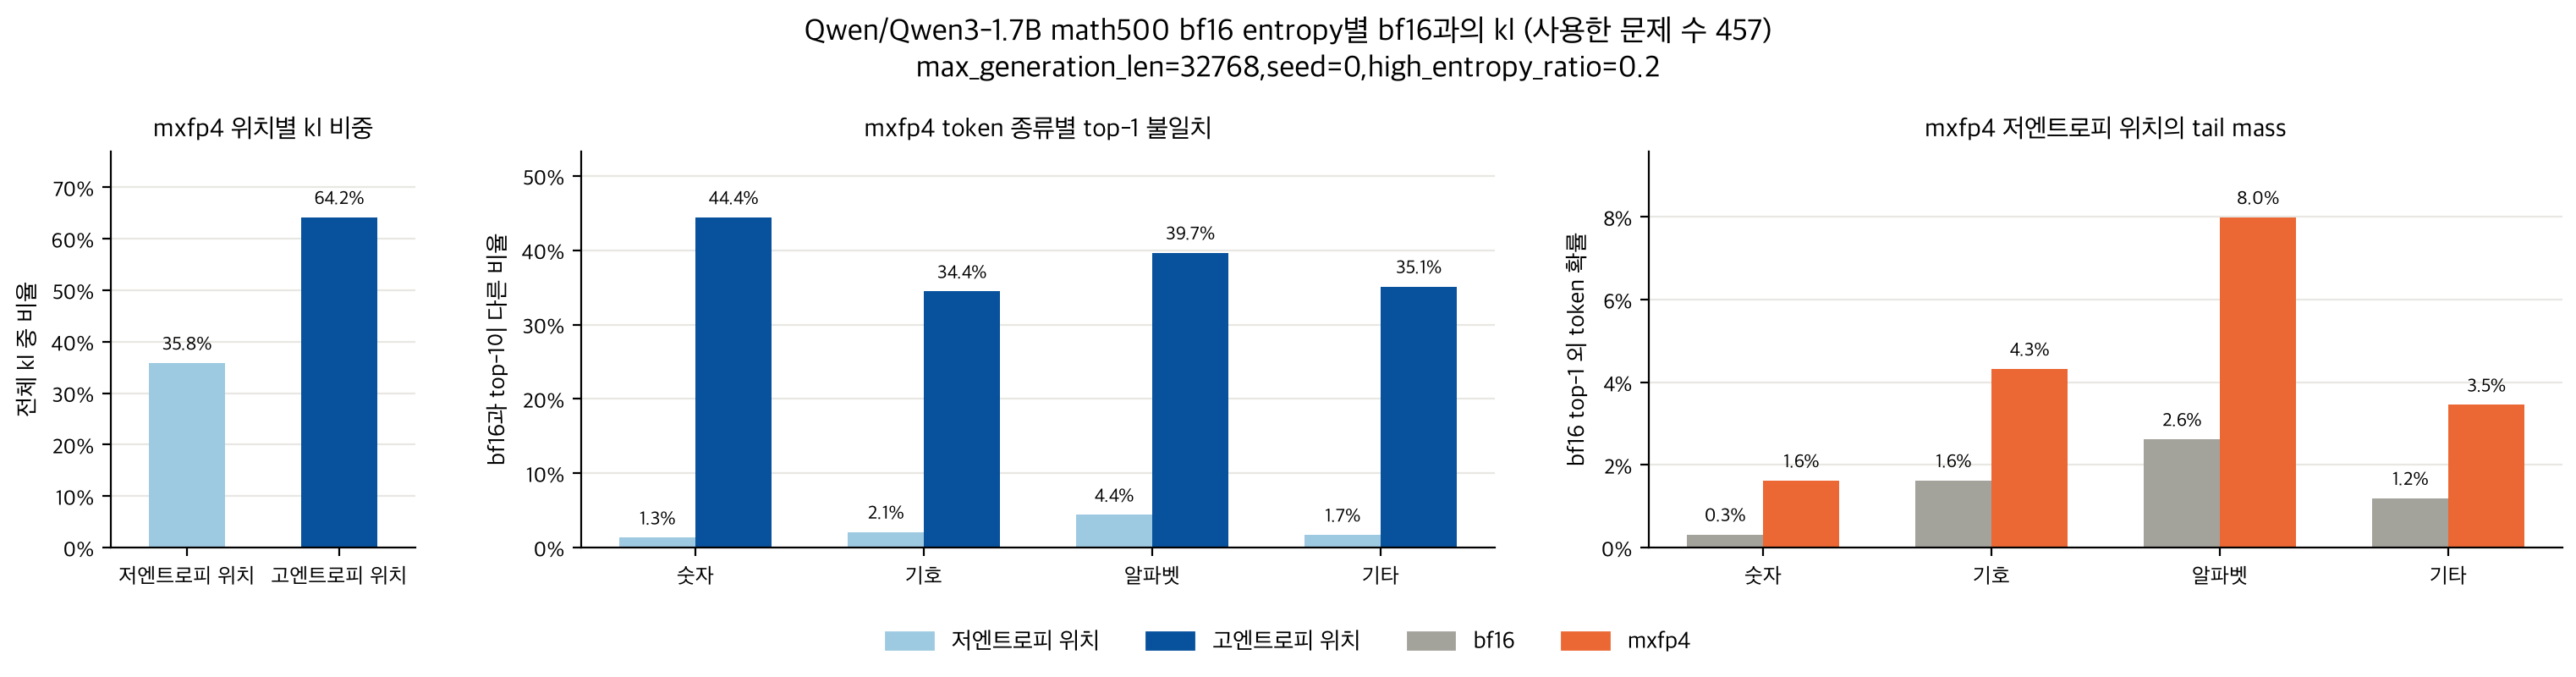 Qwen/Qwen3-1.7B math500 bf16 entropy별 bf16과의 kl (사용한 문제 수 457)
max_generation_len=32768,seed=0,high_entropy_ratio=0.2
mxfp4 위치별 kl 비중
전체 kl 중 비율
70%
60%
50%
40%
30%
20%
10%
0%
35.8%
64.2%
저엔트로피 위치
고엔트로피 위치
mxfp4 token 종류별 top-1 불일치
bf16과 top-1이 다른 비율
50%
40%
30%
20%
10%
0%
1.3%
44.4%
2.1%
34.4%
4.4%
39.7%
1.7%
35.1%
숫자
기호
알파벳
기타
mxfp4 저엔트로피 위치의 tail mass
bf16 top-1 외 token 확률
8%
6%
4%
2%
0%
0.3%
1.6%
1.6%
4.3%
2.6%
8.0%
1.2%
3.5%
숫자
기호
알파벳
기타
저엔트로피 위치
고엔트로피 위치
bf16
mxfp4